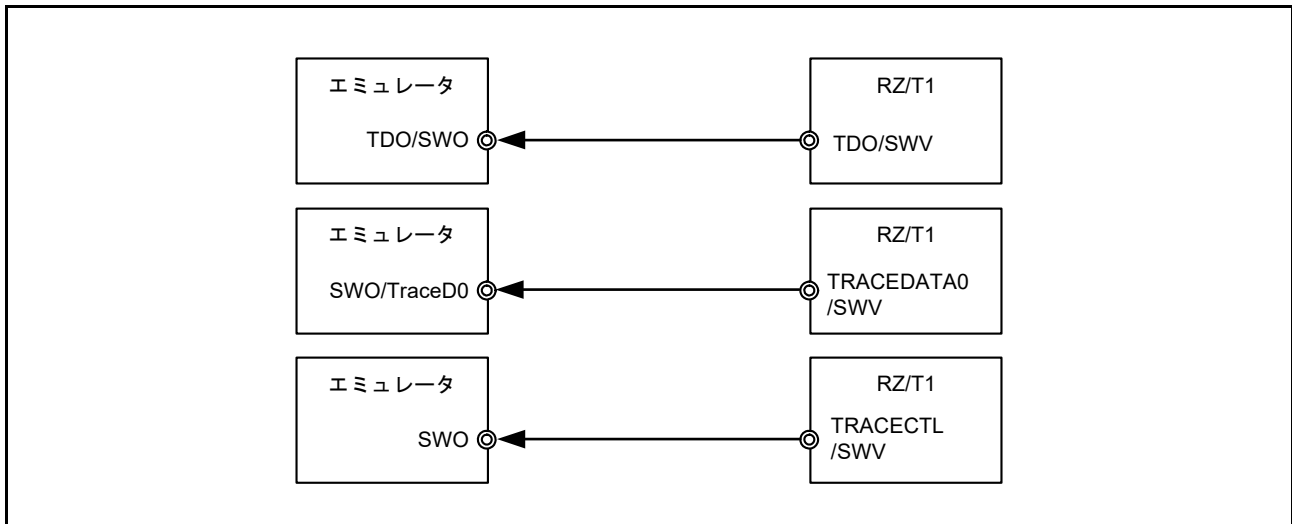 エミュレータ
RZ/T1
TDO/SWO
TDO/SWV
エミュレータ
RZ/T1
SWO/TraceD0
TRACEDATA0
/SWV
エミュレータ
RZ/T1
SWO
TRACECTL
/SWV